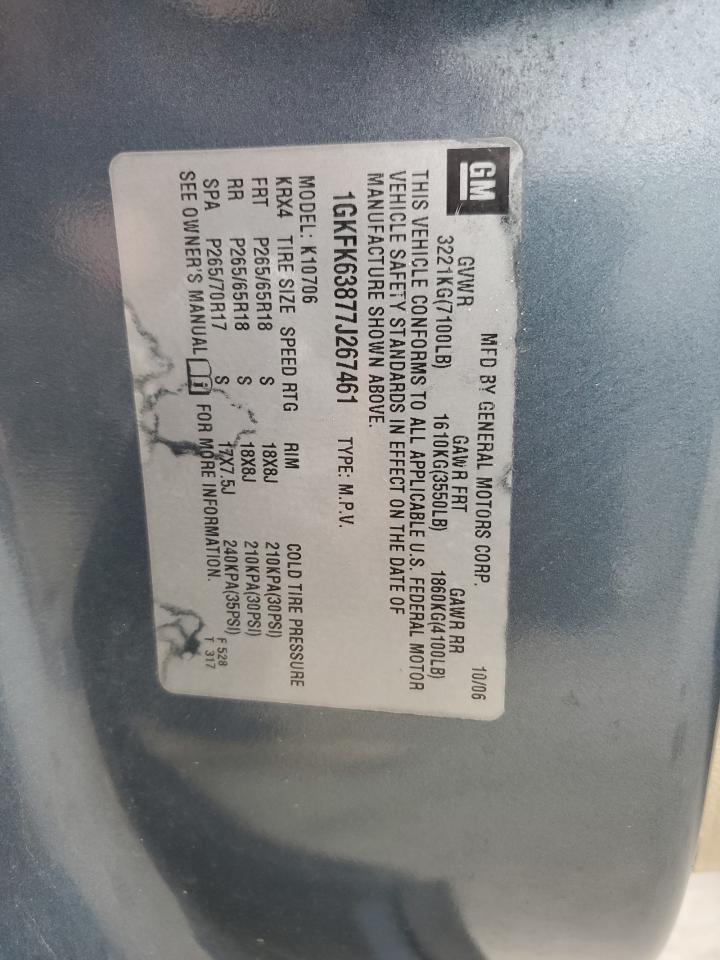 GM
MFD BY GENERAL MOTORS CORP. 10/06
GVWR GAWR FRT GAWR RR
3221KG(7100LB) 1610KG(3550LB) 1860KG(4100LB)
THIS VEHICLE CONFORMS TO ALL APPLICABLE U.S. FEDERAL MOTOR
VEHICLE SAFETY STANDARDS IN EFFECT ON THE DATE OF
MANUFACTURE SHOWN ABOVE.
1GKFK63877J267461 TYPE: M.P.V.
MODEL: K10706
KRX4 TIRE SIZE SPEED RTG RIM COLD TIRE PRESSURE
FRT P265/65R18 S 18X8J 210KPA(30PSI)
RR P265/65R18 S 18X8J 210KPA(30PSI)
SPA P265/70R17 S 17X7.5J 240KPA(35PSI)
SEE OWNER'S MANUAL FOR MORE INFORMATION.
F 528
T 317